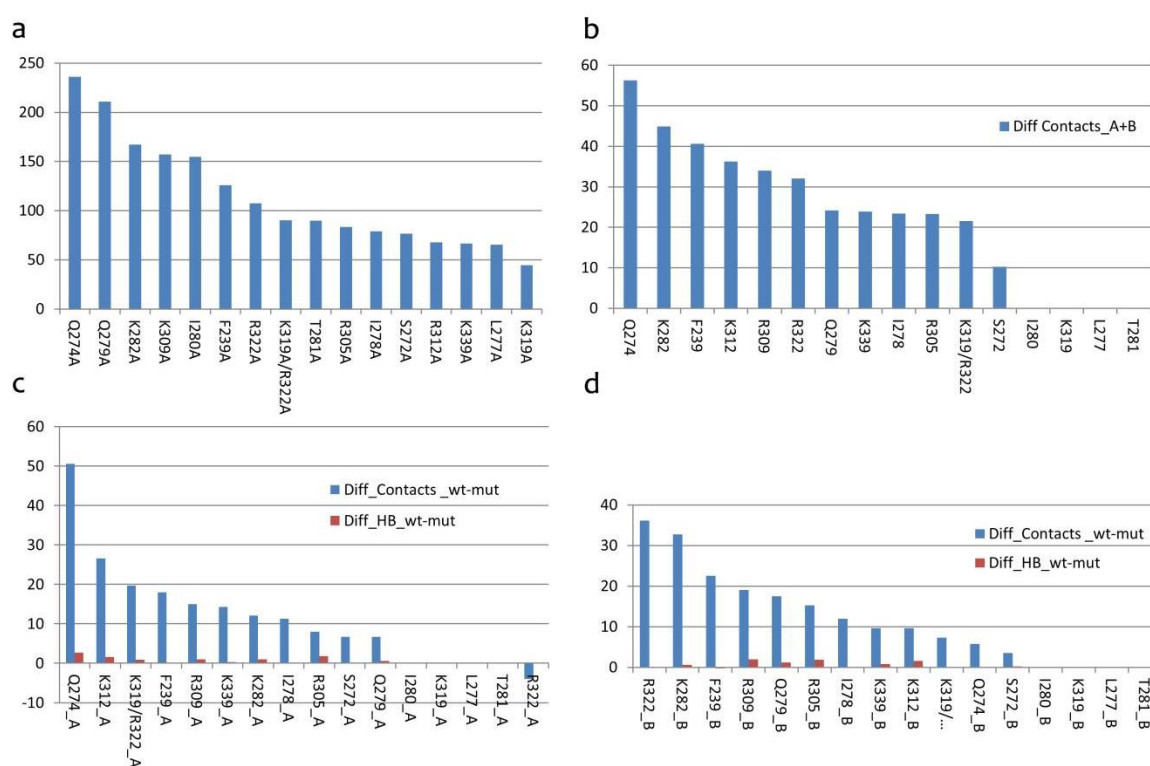 a
250
200
150
100
50
0
Q274A
Q279A
K282A
K309A
I280A
F239A
R322A
K319A/R322A
T281A
R305A
I278A
S272A
R312A
K339A
L277A
K319A
b
60
50
40
30
20
10
0
Diff Contacts_A+B
Q274
K282
F239
K312
R309
R322
Q279
K339
I278
R305
K319/R322
S272
I280
K319
L277
T281
c
60
50
40
30
20
10
0
-10
Diff_Contacts _wt-mut
Diff_HB_wt-mut
Q274_A
K312_A
K319/R322_A
F239_A
R309_A
K339_A
K282_A
I278_A
R305_A
S272_A
Q279_A
I280_A
K319_A
L277_A
T281_A
R322_A
d
40
30
20
10
0
Diff_Contacts _wt-mut
Diff_HB_wt-mut
R322_B
K282_B
F239_B
R309_B
Q279_B
R305_B
I278_B
K339_B
K312_B
K319/...
Q274_B
S272_B
I280_B
K319_B
L277_B
T281_B